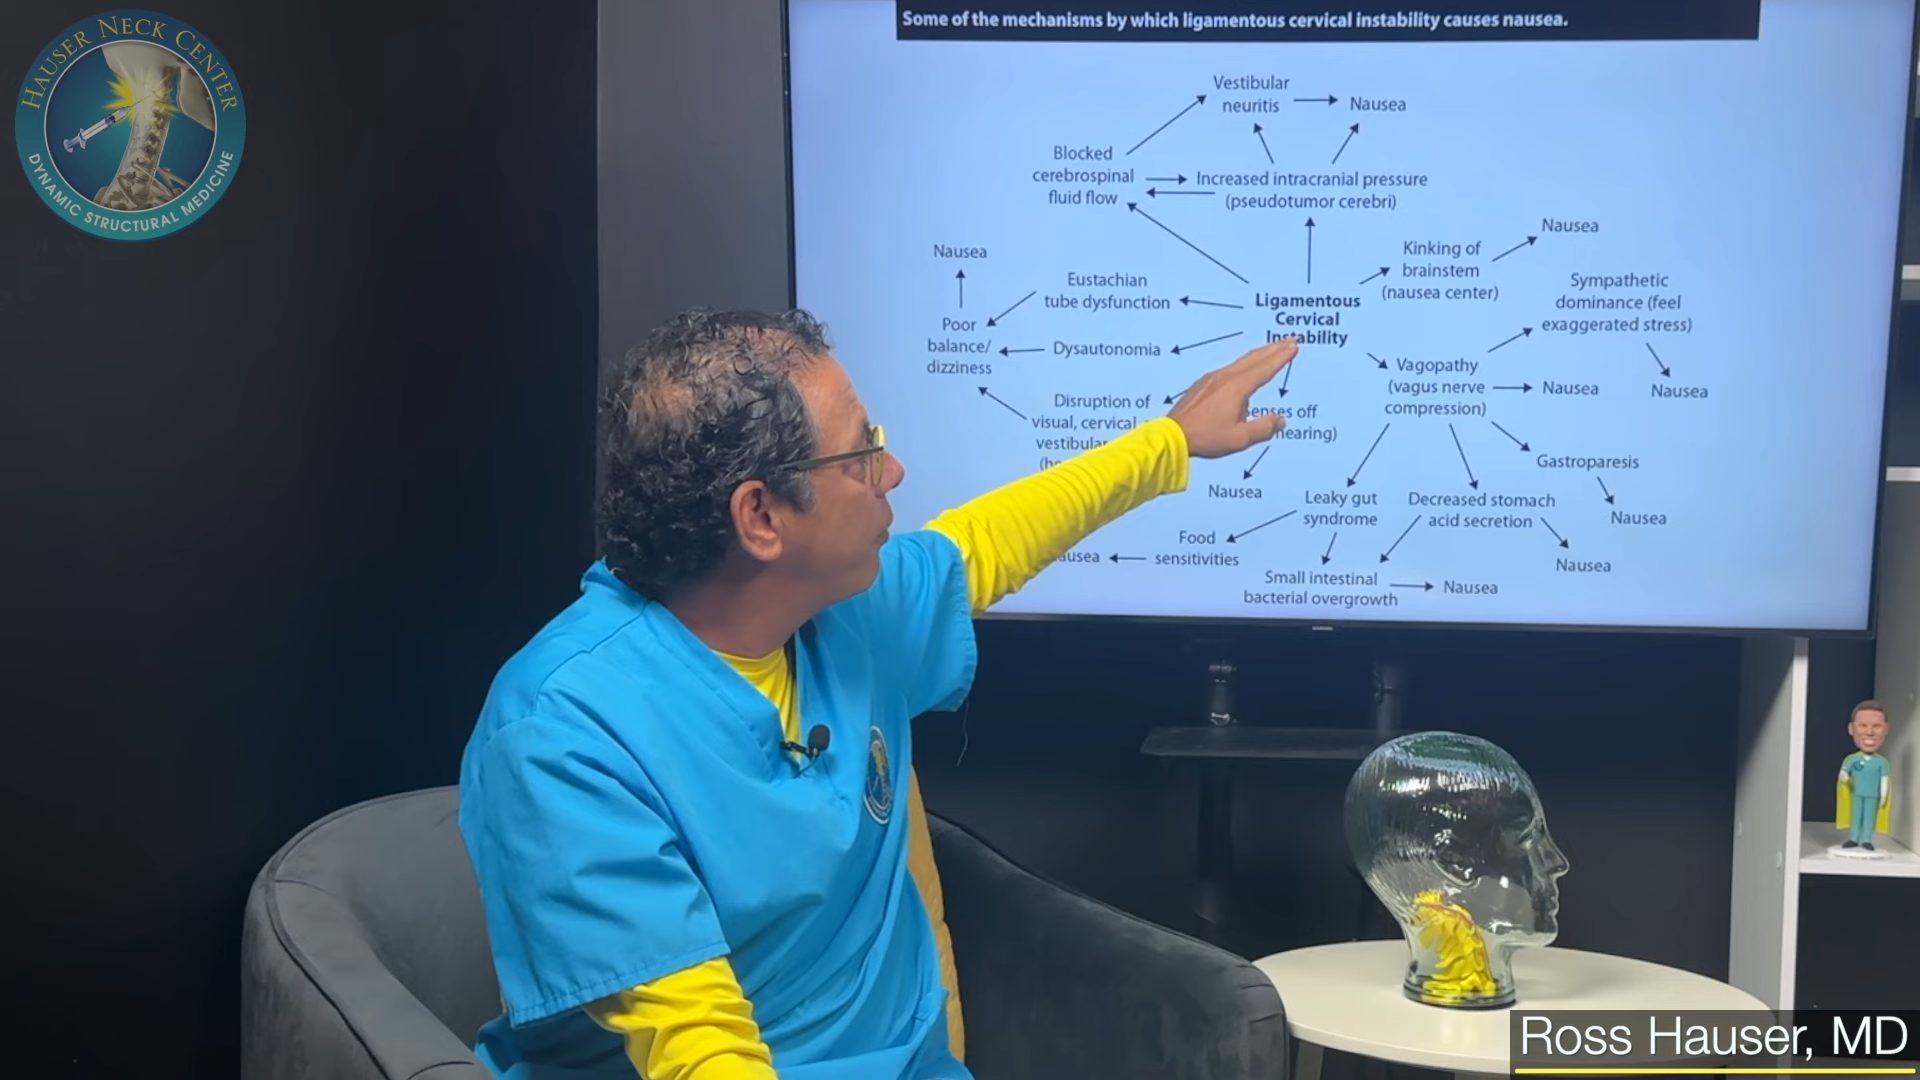 HAUSER NECK CENTER
DYNAMIC STRUCTURAL MEDICINE
Some of the mechanisms by which ligamentous cervical instability causes nausea.
Vestibular
neuritis
Nausea
Blocked
cerebrospinal
fluid flow
Increased intracranial pressure
(pseudotumor cerebri)
Nausea
Kinking of
brainstem
(nausea center)
Nausea
Eustachian
tube dysfunction
Ligamentous
Cervical
Instability
Sympathetic
dominance (feel
exaggerated stress)
Poor
balance/
dizziness
Dysautonomia
Vagopathy
(vagus nerve
compression)
Nausea
Nausea
Disruption of
visual, cervical
vestibular
off
hearing)
Gastroparesis
Nausea
Leaky gut
syndrome
Decreased stomach
acid secretion
Nausea
Food
sensitivities
Nausea
Small intestinal
bacterial overgrowth
Nausea
Ross Hauser, MD